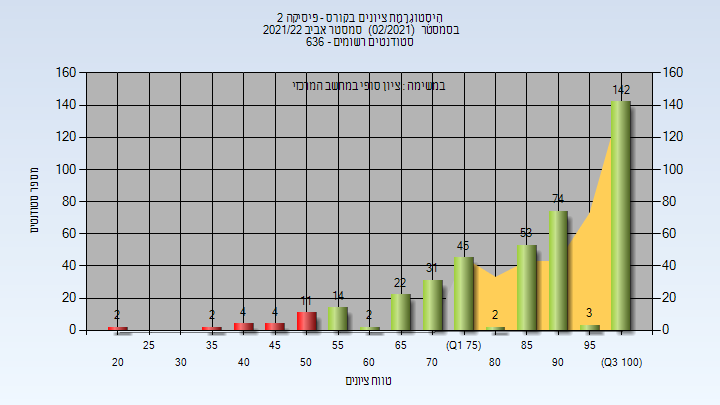 היסטוגרמת ציונים בקורס - פיסיקה 2
בסמסטר (02/2021) סמסטר אביב 2021/22
סטודנטים רשומים - 636
במשימה : ציון סופי במחשב המרכזי
160 160
140 142 140
120 120
100 100
80 74 80
60 53 60
40 45 40
20 31 22 14 11 20
0 2 2 4 4 2 2 3 0
25 35 45 55 65 (Q1 75) 85 95
20 30 40 50 60 70 80 90 (Q3 100)
מספר סטודנטים
טווח ציונים